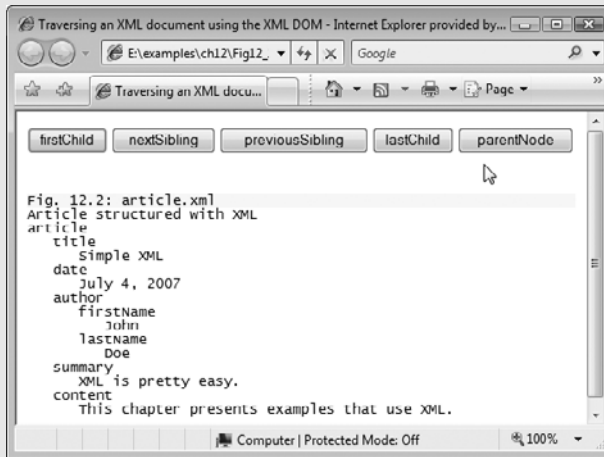 Traversing an XML document using the XML DOM - Internet Explorer provided by...
E:\examples\ch12\Fig12_
Google
Traversing an XML docu...
Page
»
firstChild nextSibling previousSibling lastChild parentNode
Fig. 12.2: article.xml
Article structured with XML
article
title
Simple XML
date
July 4, 2007
author
firstName
John
lastName
Doe
summary
XML is pretty easy.
content
This chapter presents examples that use XML.
Computer | Protected Mode: Off 100%